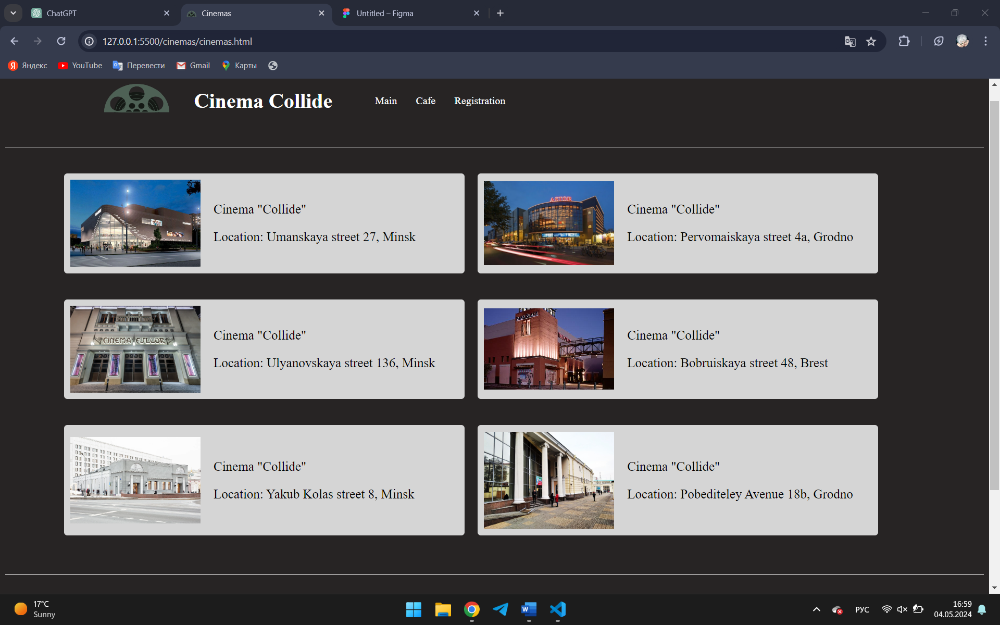 ChatGPT
Cinemas
Untitled – Figma
127.0.0.1:5500/cinemas/cinemas.html
Яндекс
YouTube
Перевести
Gmail
Карты
Cinema Collide
Main
Cafe
Registration
Cinema "Collide"
Location: Umanskaya street 27, Minsk
ASTOR
Cinema "Collide"
Location: Pervomaiskaya street 4a, Grodno
Cinema "Collide"
Location: Ulyanovskaya street 136, Minsk
Cinema "Collide"
Location: Bobruiskaya street 48, Brest
Cinema "Collide"
Location: Yakub Kolas street 8, Minsk
Cinema "Collide"
Location: Pobediteley Avenue 18b, Grodno
17°C
Sunny
РУС
16:59
04.05.2024